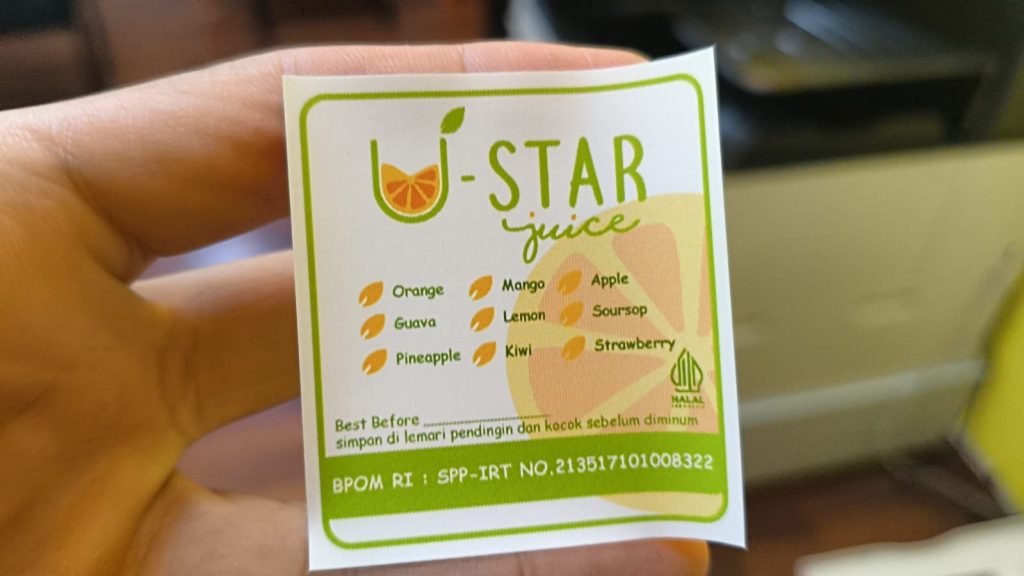 U-STAR
juice
Orange Mango Apple
Guava Lemon Soursop
Pineapple Kiwi Strawberry
HALAL
Best Before
simpan di lemari pendingin dan kocok sebelum diminum
BPOM RI : SPP-IRT NO.213517101008322